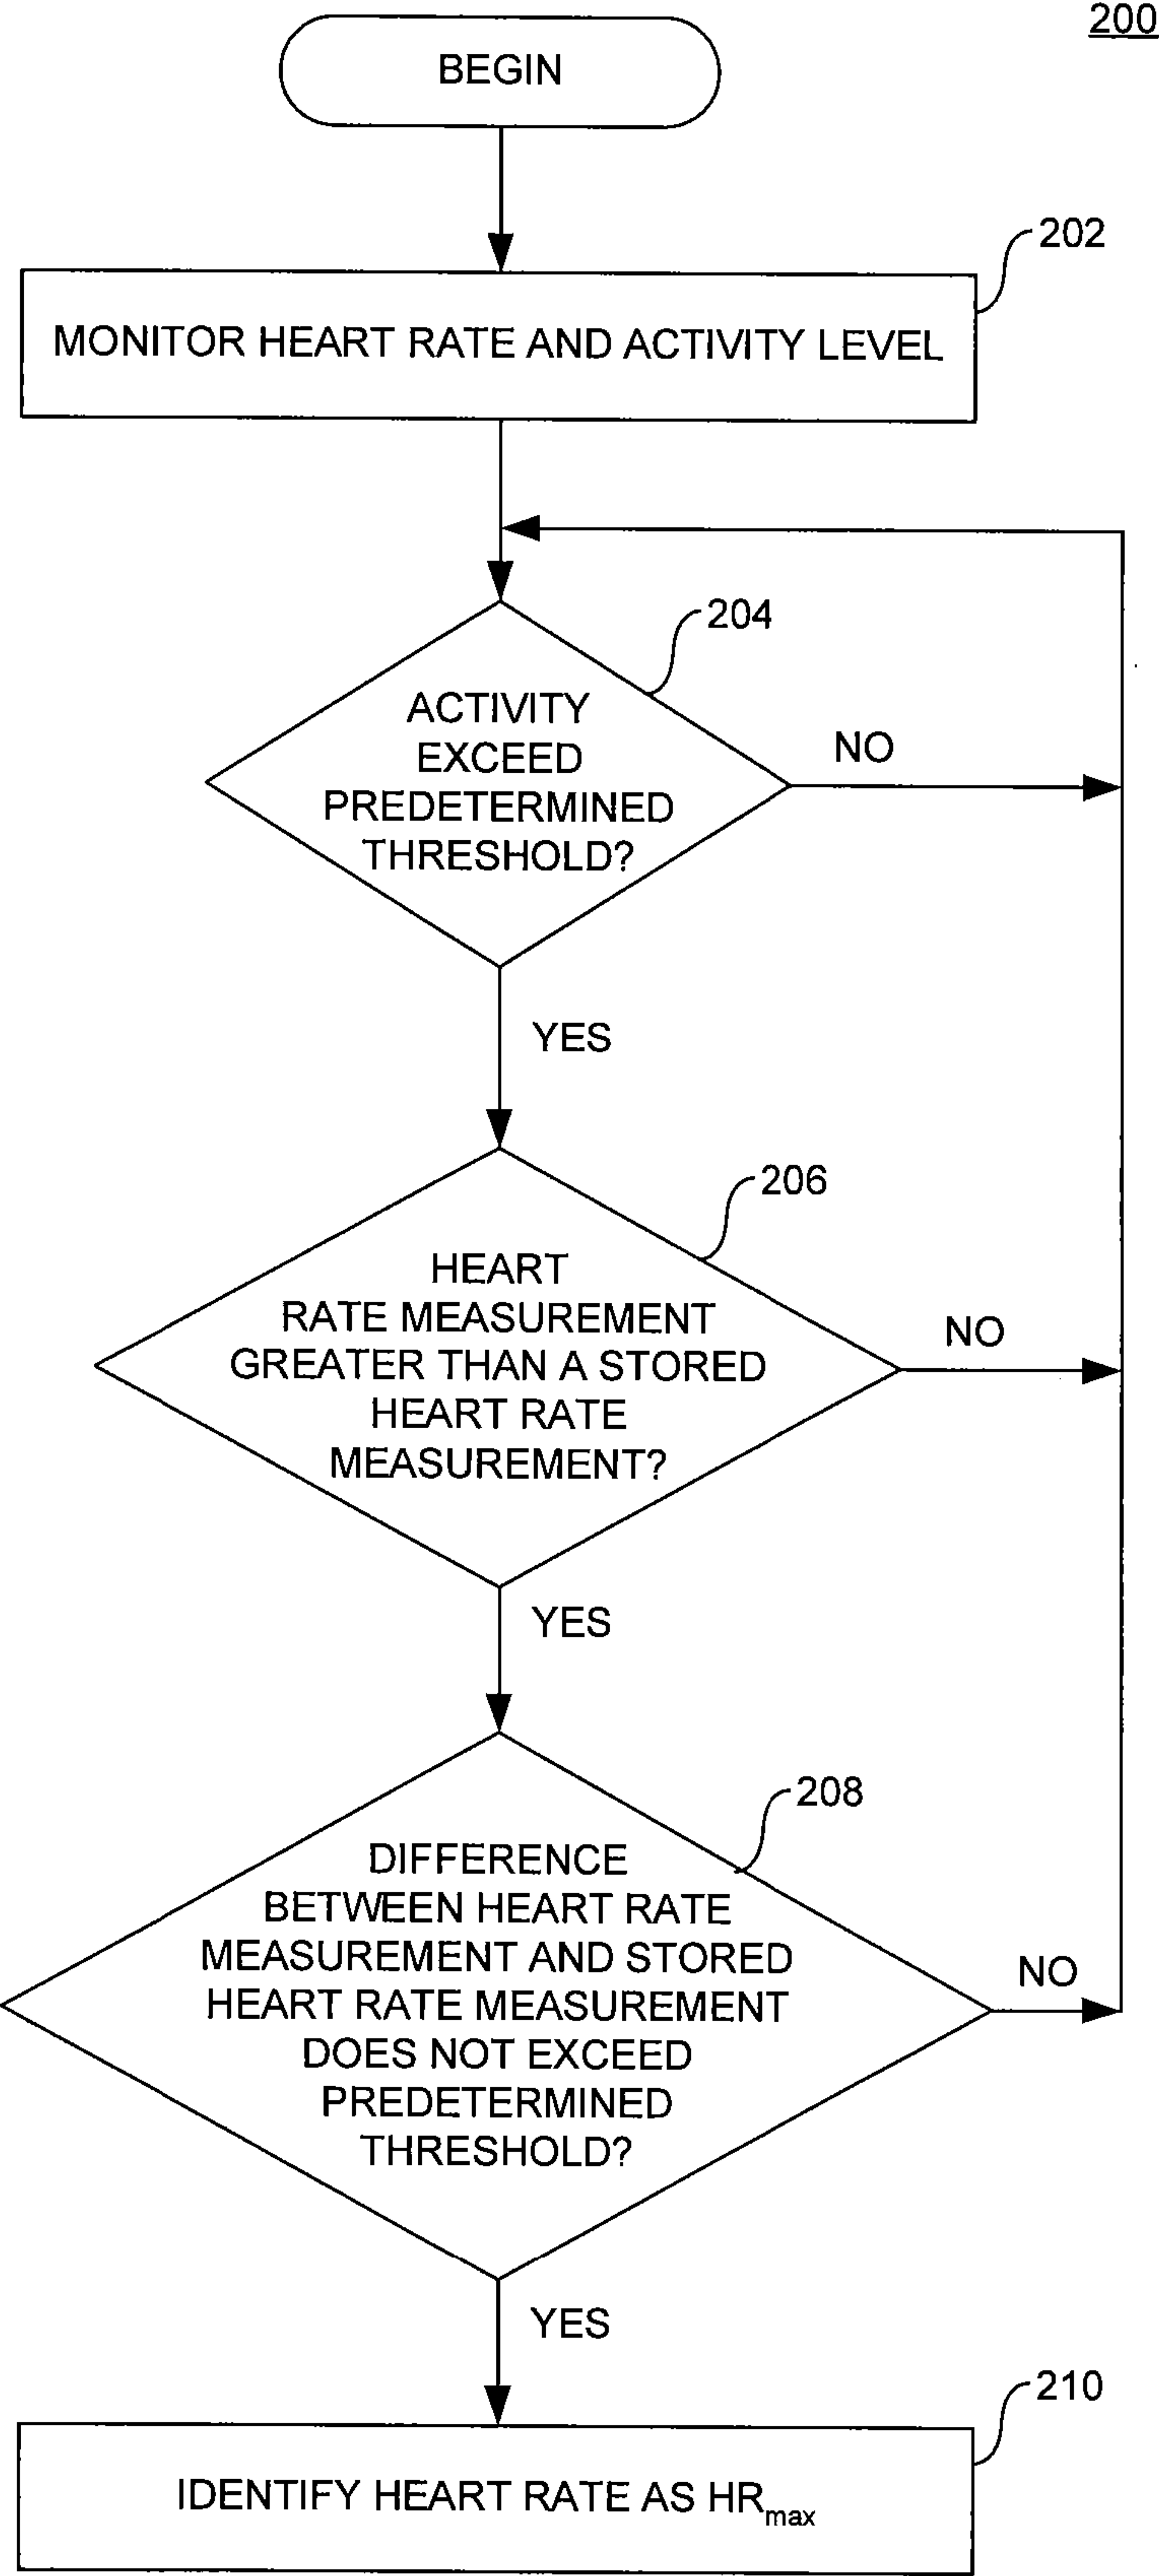 200
BEGIN
202
MONITOR HEART RATE AND ACTIVITY LEVEL
204
ACTIVITY
EXCEED
PREDETERMINED
THRESHOLD?
NO
YES
206
HEART
RATE MEASUREMENT
GREATER THAN A STORED
HEART RATE
MEASUREMENT?
NO
YES
208
DIFFERENCE
BETWEEN HEART RATE
MEASUREMENT AND STORED
HEART RATE MEASUREMENT
DOES NOT EXCEED
PREDETERMINED
THRESHOLD?
NO
YES
210
IDENTIFY HEART RATE AS HRmax